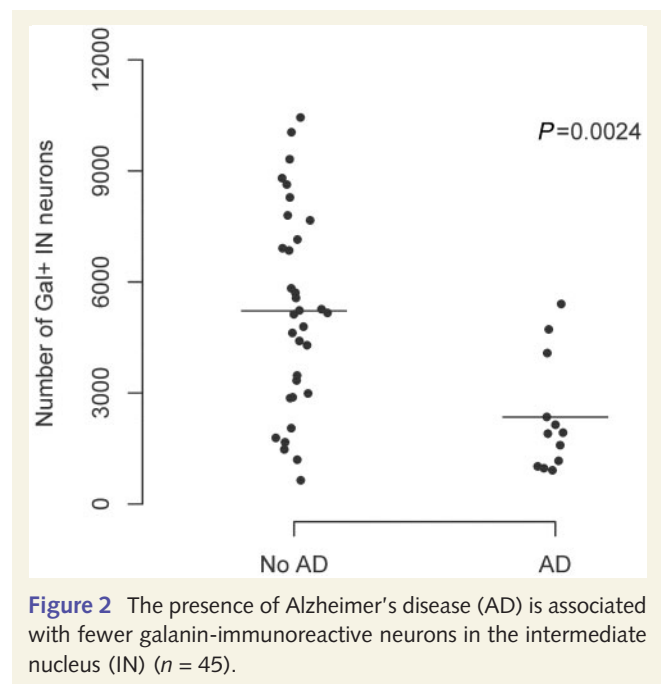 12000
9000
6000
3000
0
Number of Gal+ IN neurons
P=0.0024
No AD
AD
Figure 2 The presence of Alzheimer's disease (AD) is associated
with fewer galanin-immunoreactive neurons in the intermediate
nucleus (IN) (n = 45).